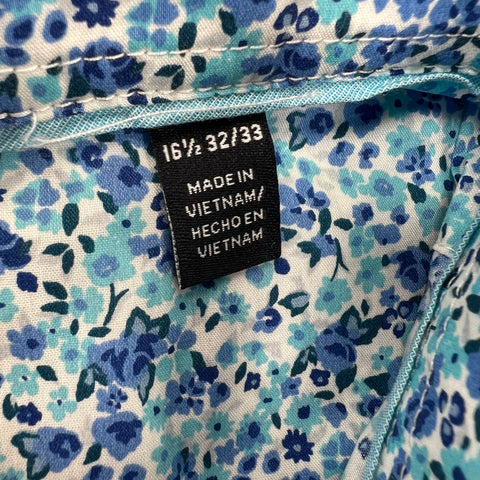 16½ 32/33
MADE IN
VIETNAM/
HECHO EN
VIETNAM